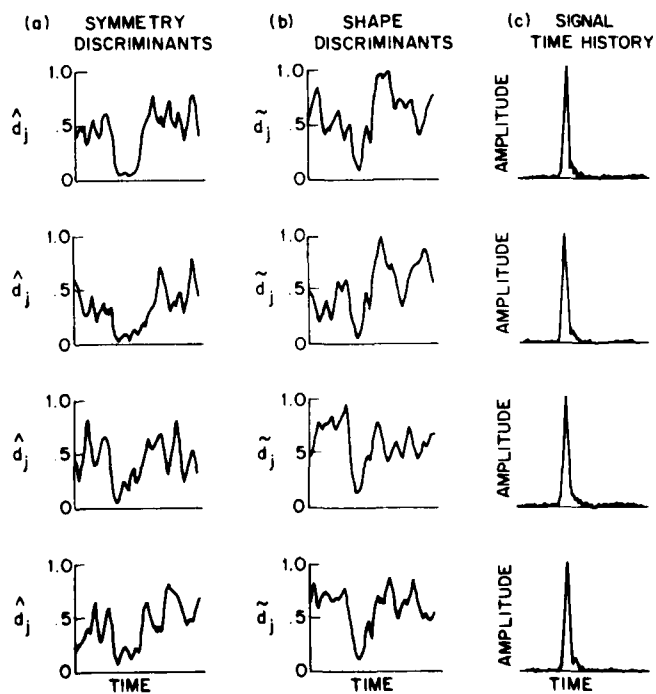 (a) SYMMETRY DISCRIMINANTS
(b) SHAPE DISCRIMINANTS
(c) SIGNAL TIME HISTORY
1.0
d̂j .5
0
1.0
d̃j .5
0
AMPLITUDE
1.0
d̂j .5
0
1.0
d̃j .5
0
AMPLITUDE
1.0
d̂j 5
0
1.0
d̃j 5
0
AMPLITUDE
1.0
d̂j .5
0
1.0
d̃j .5
0
AMPLITUDE
TIME
TIME
TIME